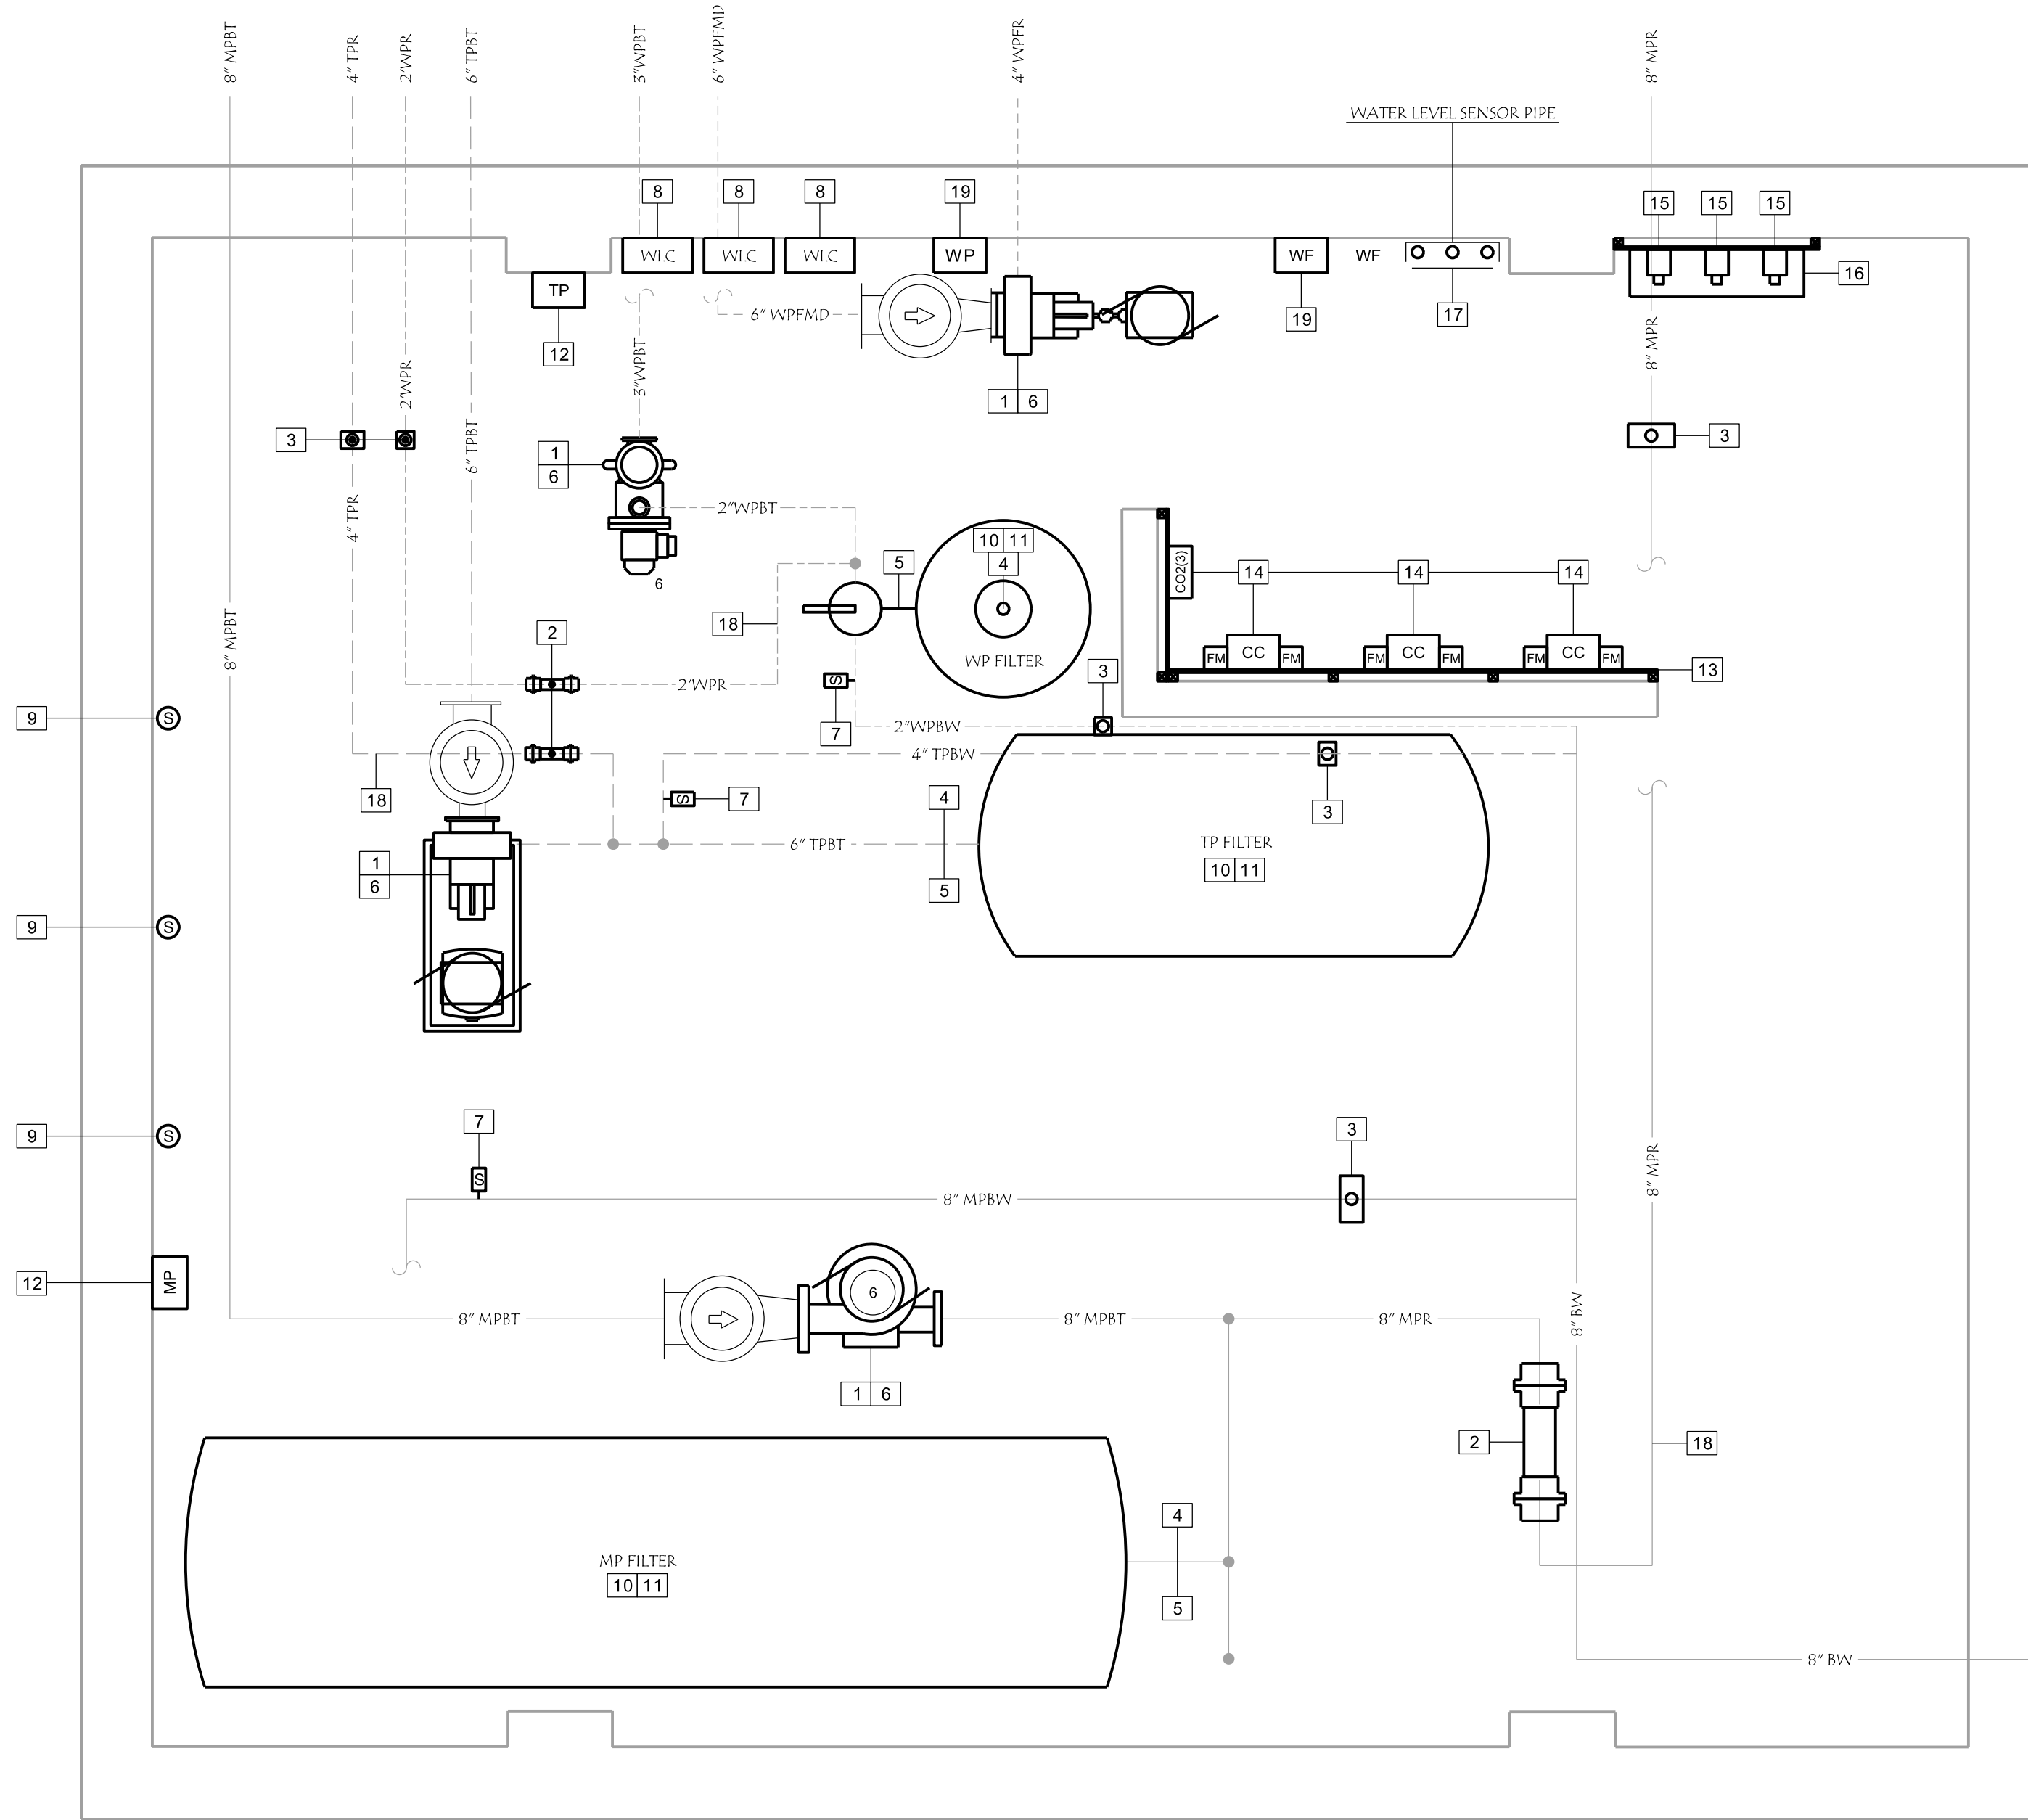 8" MPBT
4" TPR
2'WPR
6" TPBT
3"WPBT
6" WPFMD
4" WPFR
8" MPR
WATER LEVEL SENSOR PIPE
8
8
8
19
15
15
15
WLC
WLC
WLC
WP
WF
WF
16
TP
6" WPFMD
19
17
12
3"WPBT
8" MPR
2'WPR
1 6
3
6" TPBT
1
6
3
4" TPR
2"WPBT
10 11
4
5
6
CO2(3)
14
14
14
18
2
8" MPBT
WP FILTER
FM
CC
FM
FM
CC
FM
FM
CC
FM
3
13
S
2'WPR
9
S
7
2"WPBW
4" TPBW
18
S
7
4
3
6" TPBT
TP FILTER
10 11
1
6
5
9
S
7
3
9
S
S
8" MPBW
8" MPR
12
MP
6
8" MPBT
8" MPBT
8" MPR
8" BW
1 6
2
18
4
MP FILTER
10 11
5
8" BW